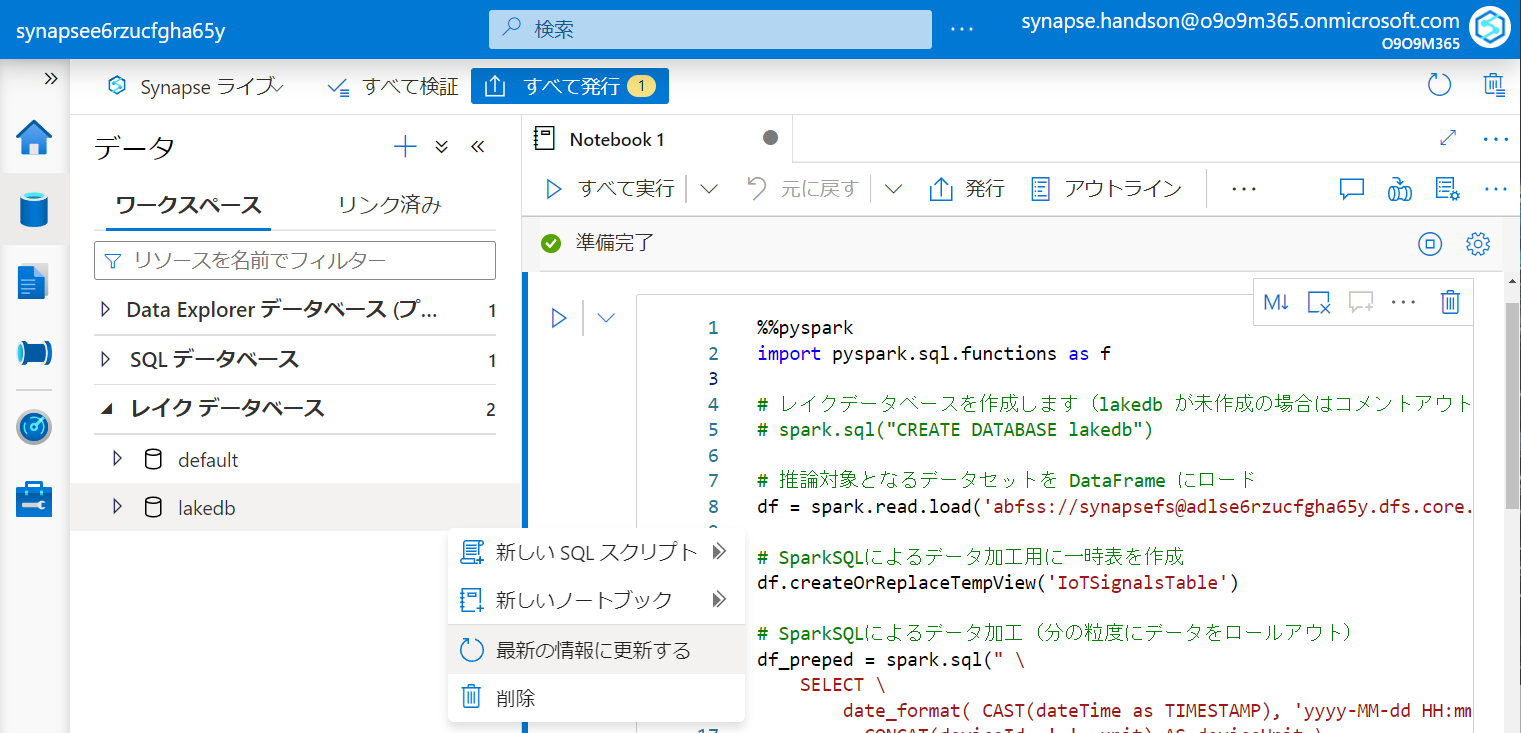 synapsee6rzucfgha65y
検索
synapse.handson@o9o9m365.onmicrosoft.com
O9O9M365
Synapse ライブ
すべて検証
すべて発行 1
データ
ワークスペース
リンク済み
リソースを名前でフィルター
Data Explorer データベース (プ... 1
SQL データベース 1
レイク データベース 2
default
lakedb
新しい SQL スクリプト
新しいノートブック
最新の情報に更新する
削除
Notebook 1
すべて実行
元に戻す
発行
アウトライン
準備完了
M↓
1 %%pyspark
2 import pyspark.sql.functions as f
3
4 # レイクデータベースを作成します（lakedb が未作成の場合はコメントアウト
5 # spark.sql("CREATE DATABASE lakedb")
6
7 # 推論対象となるデータセットを DataFrame にロード
8 df = spark.read.load('abfss://synapsefs@adlse6rzucfgha65y.dfs.core.
# SparkSQLによるデータ加工用に一時表を作成
df.createOrReplaceTempView('IoTSignalsTable')
# SparkSQLによるデータ加工（分の粒度にデータをロールアウト）
df_preped = spark.sql(" \
SELECT \
date_format( CAST(dateTime as TIMESTAMP), 'yyyy-MM-dd HH:mm
17